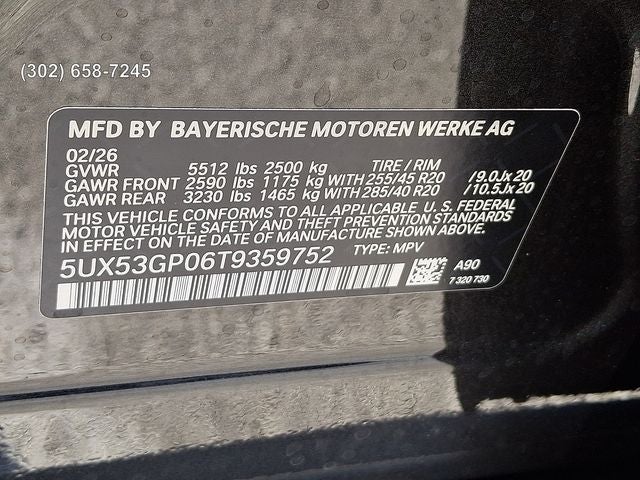 (302) 658-7245
MFD BY BAYERISCHE MOTOREN WERKE AG
02/26
GVWR 5512 lbs 2500 kg TIRE / RIM
GAWR FRONT 2590 lbs 1175 kg WITH 255/45 R20 /9.0Jx20
GAWR REAR 3230 lbs 1465 kg WITH 285/40 R20 /10.5Jx20
THIS VEHICLE CONFORMS TO ALL APPLICABLE U.S. FEDERAL
MOTOR VEHICLE SAFETY AND THEFT PREVENTION STANDARDS
IN EFFECT ON THE DATE OF MANUFACTURE SHOWN ABOVE.
5UX53GP06T9359752 TYPE: MPV
A90
7 320 730